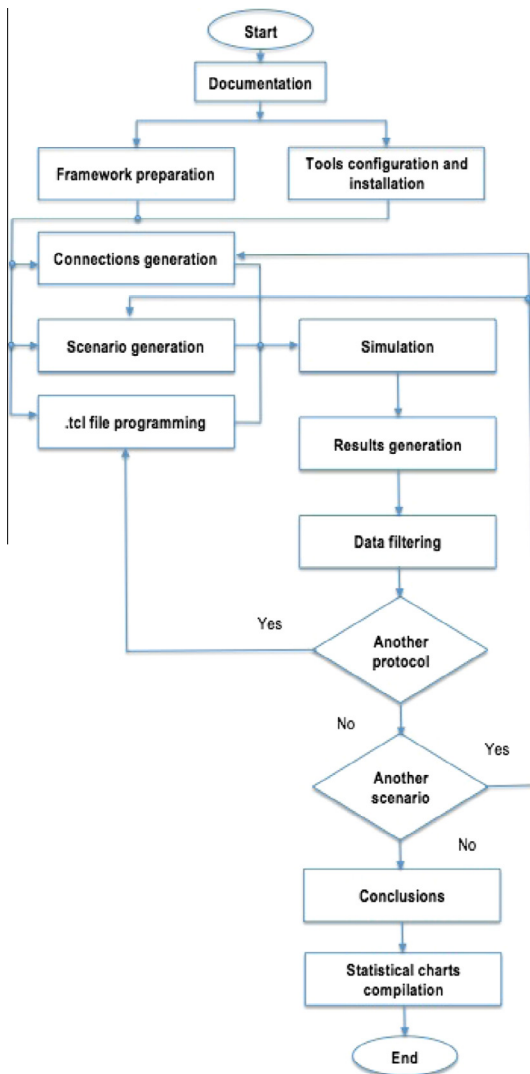 Start
Documentation
Framework preparation
Tools configuration and
installation
Connections generation
Scenario generation
Simulation
.tcl file programming
Results generation
Data filtering
Yes
Another
protocol
No
Yes
Another
scenario
No
Conclusions
Statistical charts
compilation
End